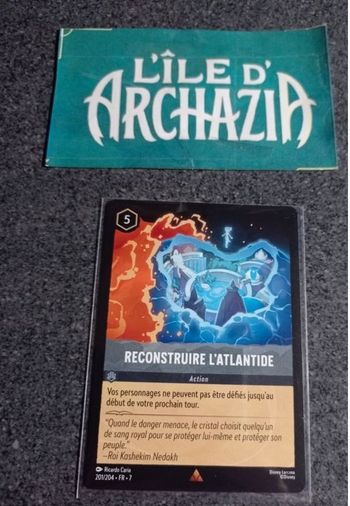 L'ÎLE D'
ARCHAZIA
5
RECONSTRUIRE L'ATLANTIDE
Action
Vos personnages ne peuvent pas être défiés jusqu'au
début de votre prochain tour.
"Quand le danger menace, le cristal choisit quelqu'un
de sang royal pour se protéger lui-même et protéger son
peuple."
–Roi Kashekim Nedakh
Ricardo Caria
201/204 • FR • 7
Disney Lorcana
©Disney